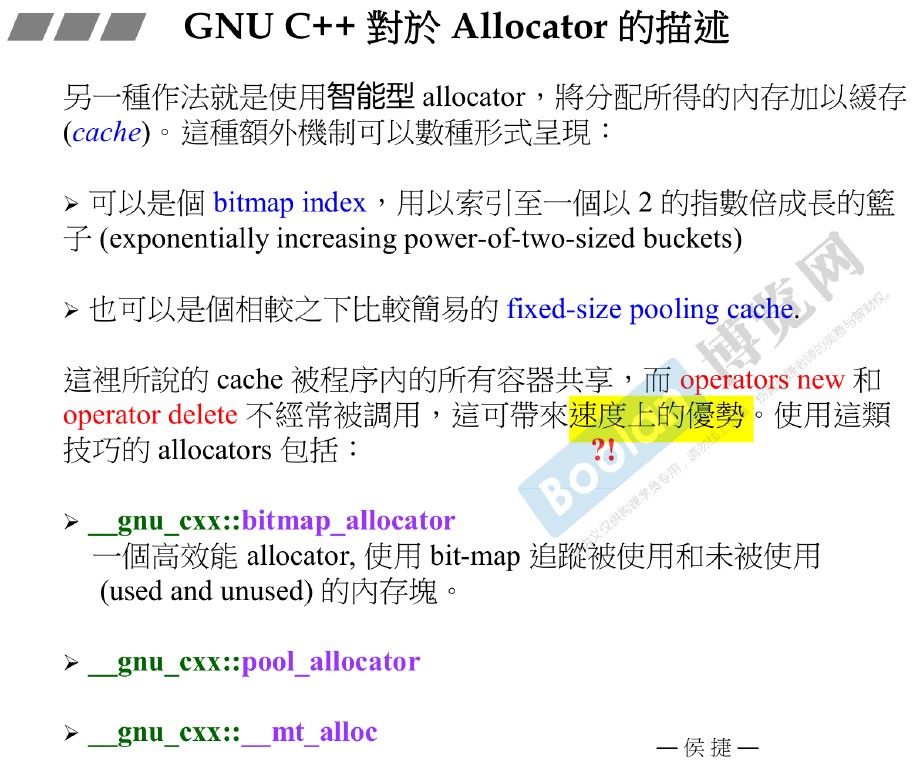 GNU C++ 對於 Allocator 的描述
另一種作法就是使用智能型 allocator，將分配所得的內存加以緩存
(cache)。這種額外機制可以數種形式呈現：
➢ 可以是個 bitmap index，用以索引至一個以 2 的指數倍成長的籃
子 (exponentially increasing power-of-two-sized buckets)
➢ 也可以是個相較之下比較簡易的 fixed-size pooling cache.
這裡所說的 cache 被程序內的所有容器共享，而 operators new 和
operator delete 不經常被調用，這可帶來速度上的優勢。使用這類
技巧的 allocators 包括：
?!
➢ __gnu_cxx::bitmap_allocator
一個高效能 allocator, 使用 bit-map 追蹤被使用和未被使用
(used and unused) 的內存塊。
➢ __gnu_cxx::pool_allocator
➢ __gnu_cxx::__mt_alloc
— 侯捷 —
Boolan 博览网